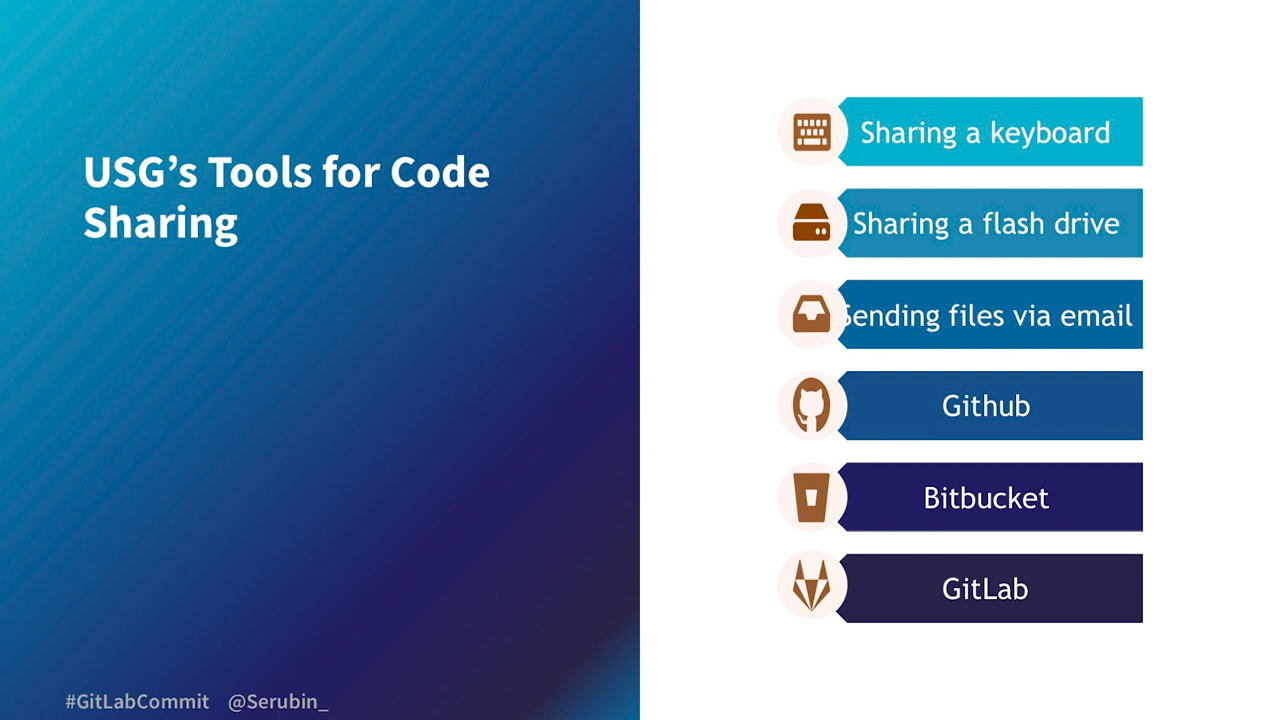 USG’s Tools for Code
Sharing
Sharing a keyboard
Sharing a flash drive
Sending files via email
Github
Bitbucket
GitLab
#GitLabCommit @Serubin_